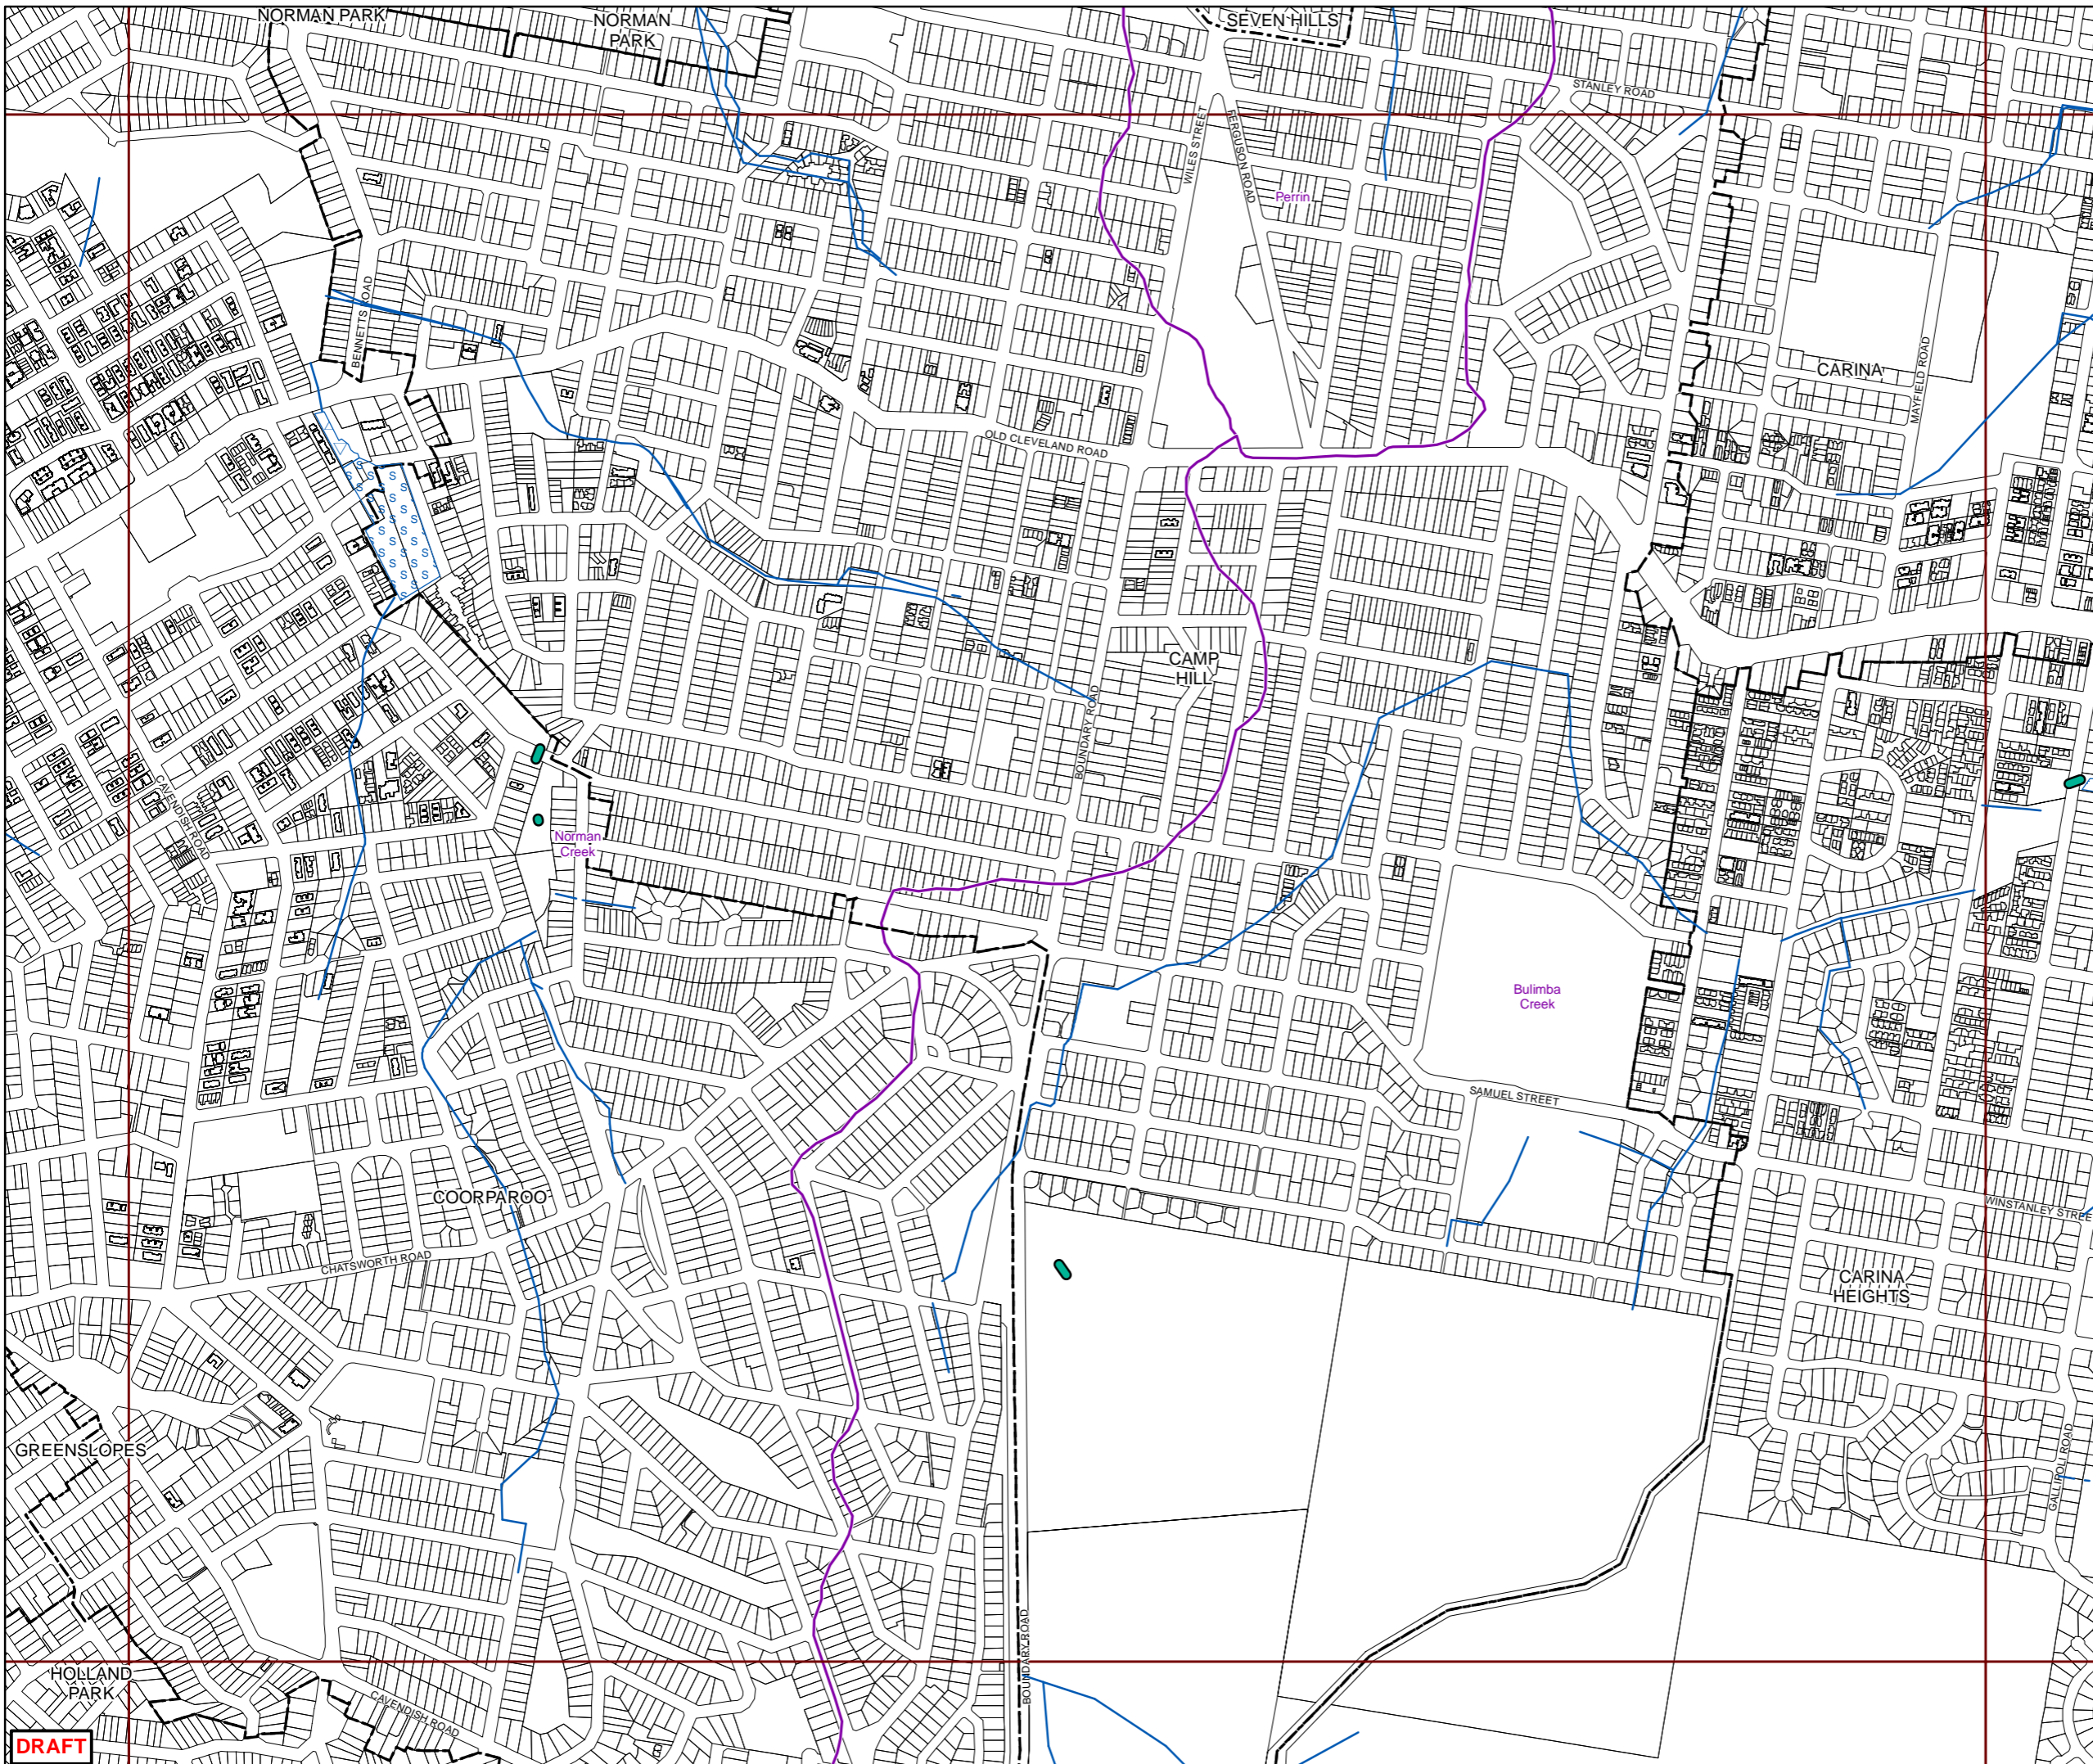 NORMAN PARK
NORMAN
PARK
SEVEN HILLS
STANLEY ROAD
WILES STREET
FERGUSON ROAD
Perrin
BENNETTS ROAD
CARINA
MAYFIELD ROAD
OLD CLEVELAND ROAD
CAMP
HILL
BOUNDARY ROAD
CAVENDISH ROAD
Norman
Creek
Bulimba
Creek
SAMUEL STREET
COORPAROO
WINSTANLEY STREE
CHATSWORTH ROAD
CARINA
HEIGHTS
GREENSLOPES
GALLIPOLI ROAD
BOUNDARY ROAD
HOLLAND
PARK
CAVENDISH ROAD
DRAFT